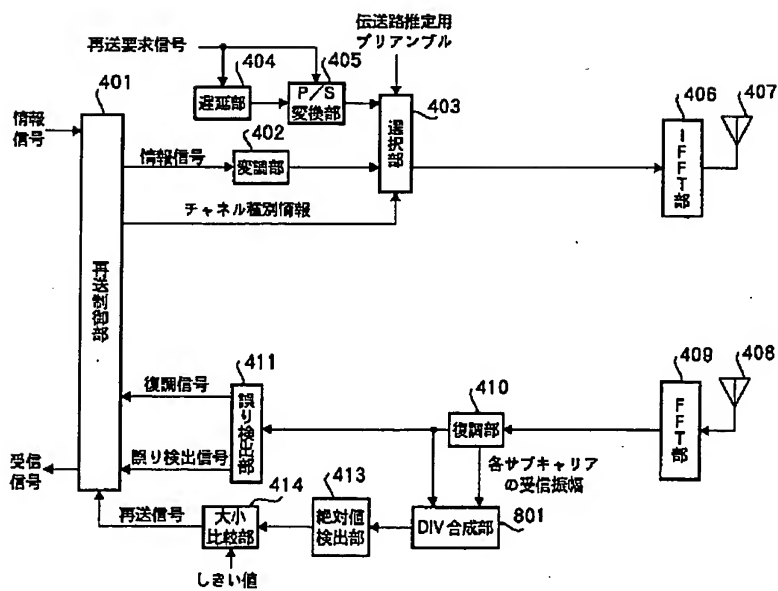 伝送路推定用
プリアンブル
再送要求信号
404
405
401
遅延部
P/S
変換部
403
406
407
情報
信号
402
選択部
IFFT部
情報信号
変調部
チャネル種別情報
再送制御部
411
409
408
復調信号
誤り検出部
410
復調部
FFT部
受信
信号
誤り検出信号
413
各サブキャリア
の受信振幅
414
再送信号
大小
比較部
絶対値
検出部
DIV合成部
801
しきい値